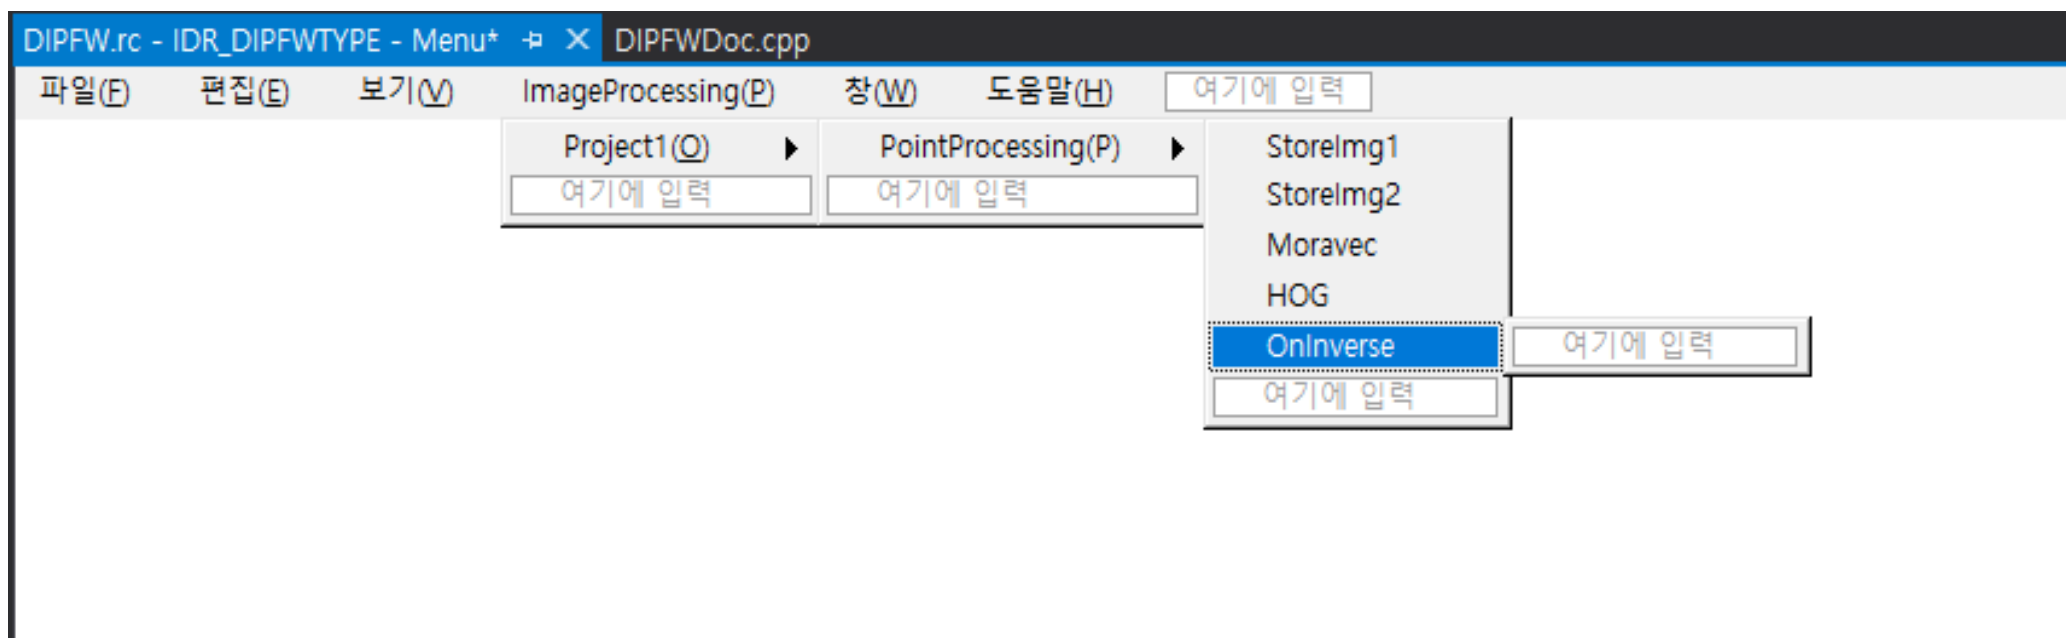 DIPFW.rc - IDR_DIPFWTYPE - Menu* DIPFWDoc.cpp
파일(F) 편집(E) 보기(V) ImageProcessing(P) 창(W) 도움말(H) 여기에 입력
Project1(O) PointProcessing(P) StoreImg1
여기에 입력 여기에 입력 StoreImg2
Moravec
HOG
OnInverse 여기에 입력
여기에 입력